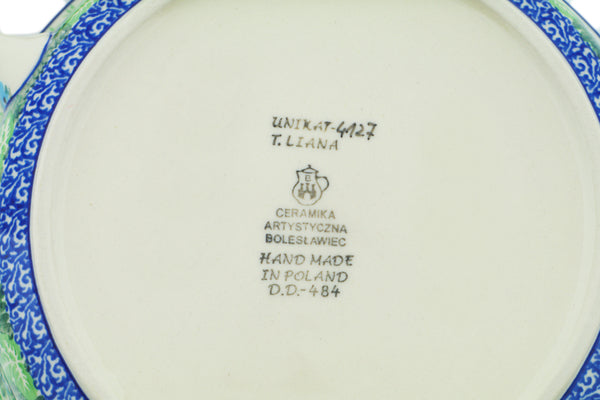 UNIKAT-4127
T. LIANA
CERAMIKA
ARTYSTYCZNA
BOLESŁAWIEC
HAND MADE
IN POLAND
D.D.-484